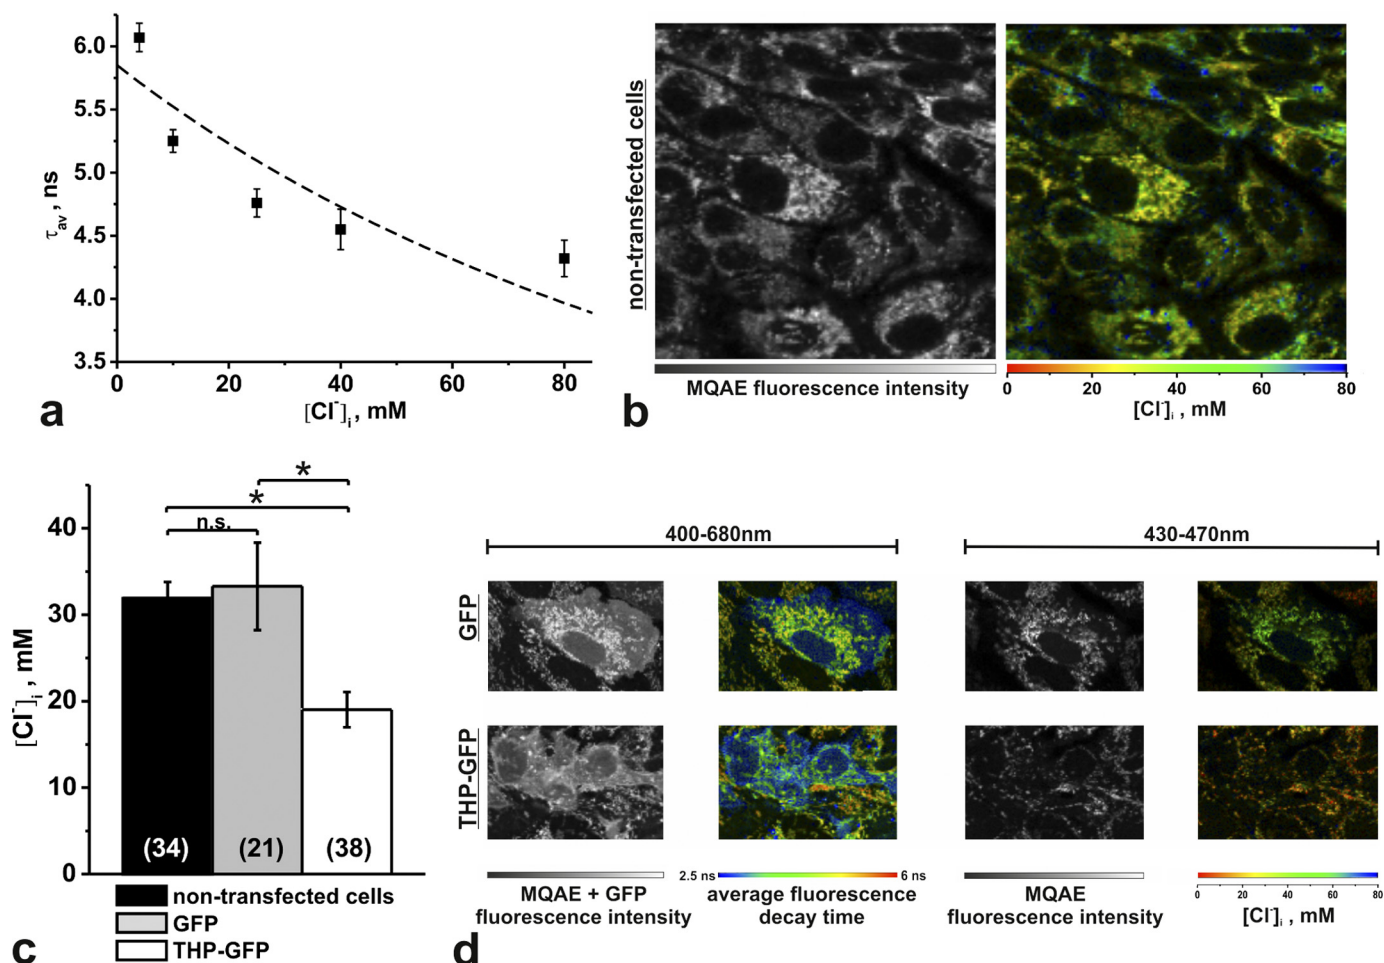 6.0
5.5
5.0
4.5
4.0
3.5
τav , ns
0 20 40 60 80
[Cl-]i , mM
a
non-transfected cells
MQAE fluorescence intensity
0 20 40 60 80
[Cl-]i , mM
b
*
*
n.s.
40
30
20
10
0
[Cl-]i , mM
(34) (21) (38)
non-transfected cells
GFP
THP-GFP
c
400-680nm 430-470nm
GFP
THP-GFP
MQAE + GFP
fluorescence intensity
2.5 ns 6 ns
average fluorescence
decay time
MQAE
fluorescence intensity
0 20 40 60 80
[Cl-]i , mM
d